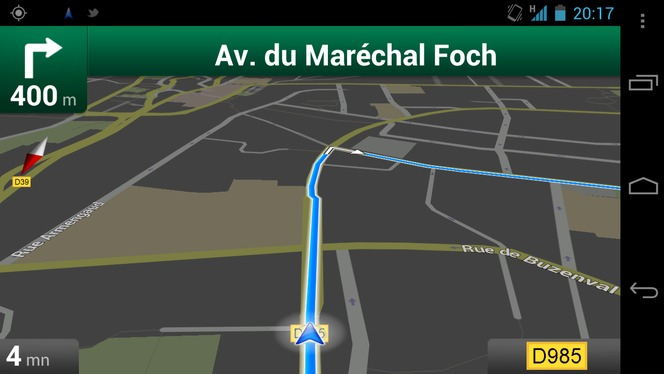 H 20:17
Av. du Maréchal Foch
400 m
D39
Rue Armengaud
Rue de Buzenval
4 mn
D985